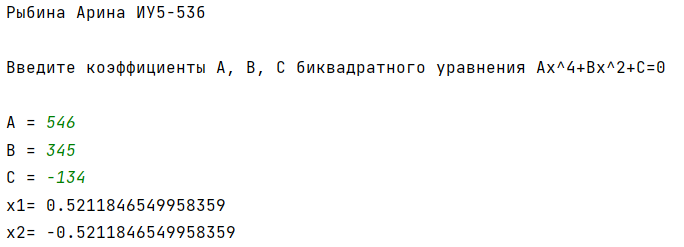 Рыбина Арина ИУ5-53б
Введите коэффициенты A, B, C биквадратного уравнения Ax^4+Bx^2+C=0
A = 546
B = 345
C = -134
x1= 0.5211846549958359
x2= -0.5211846549958359